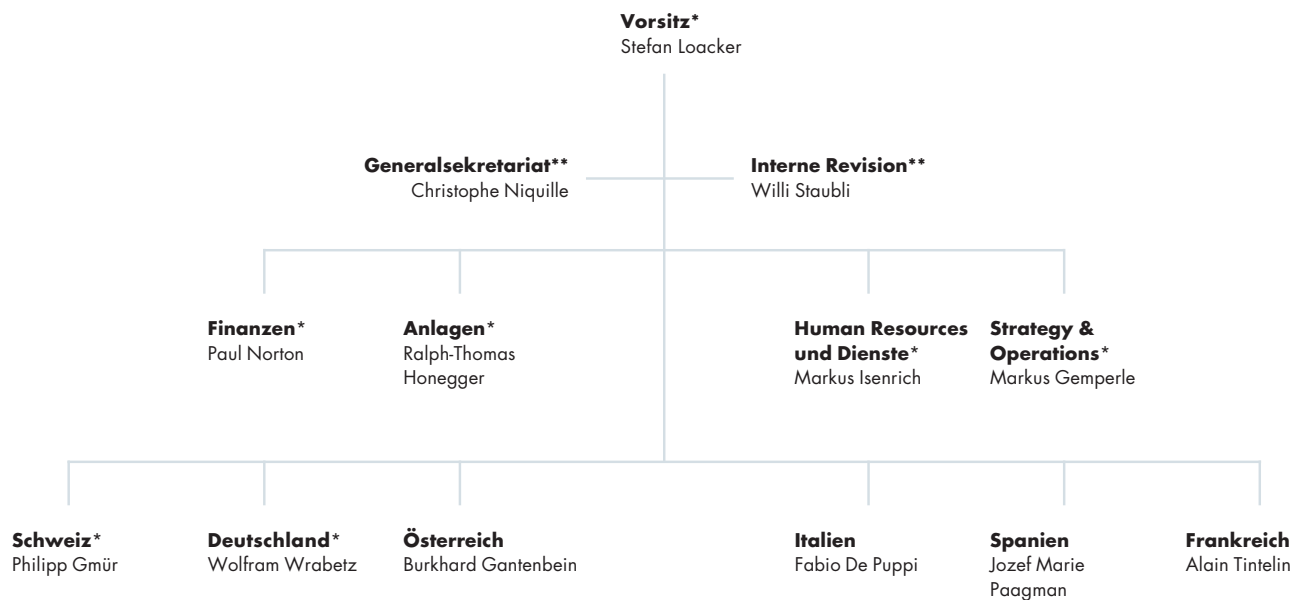 Vorsitz*
Stefan Loacker
Generalsekretariat**
Christophe Niquille
Interne Revision**
Willi Staubli
Finanzen*
Paul Norton
Anlagen*
Ralph-Thomas
Honegger
Human Resources
und Dienste*
Markus Isenrich
Strategy &
Operations*
Markus Gemperle
Schweiz*
Philipp Gmür
Deutschland*
Wolfram Wrabetz
Österreich
Burkhard Gantenbein
Italien
Fabio De Puppi
Spanien
Jozef Marie
Paagman
Frankreich
Alain Tintelin